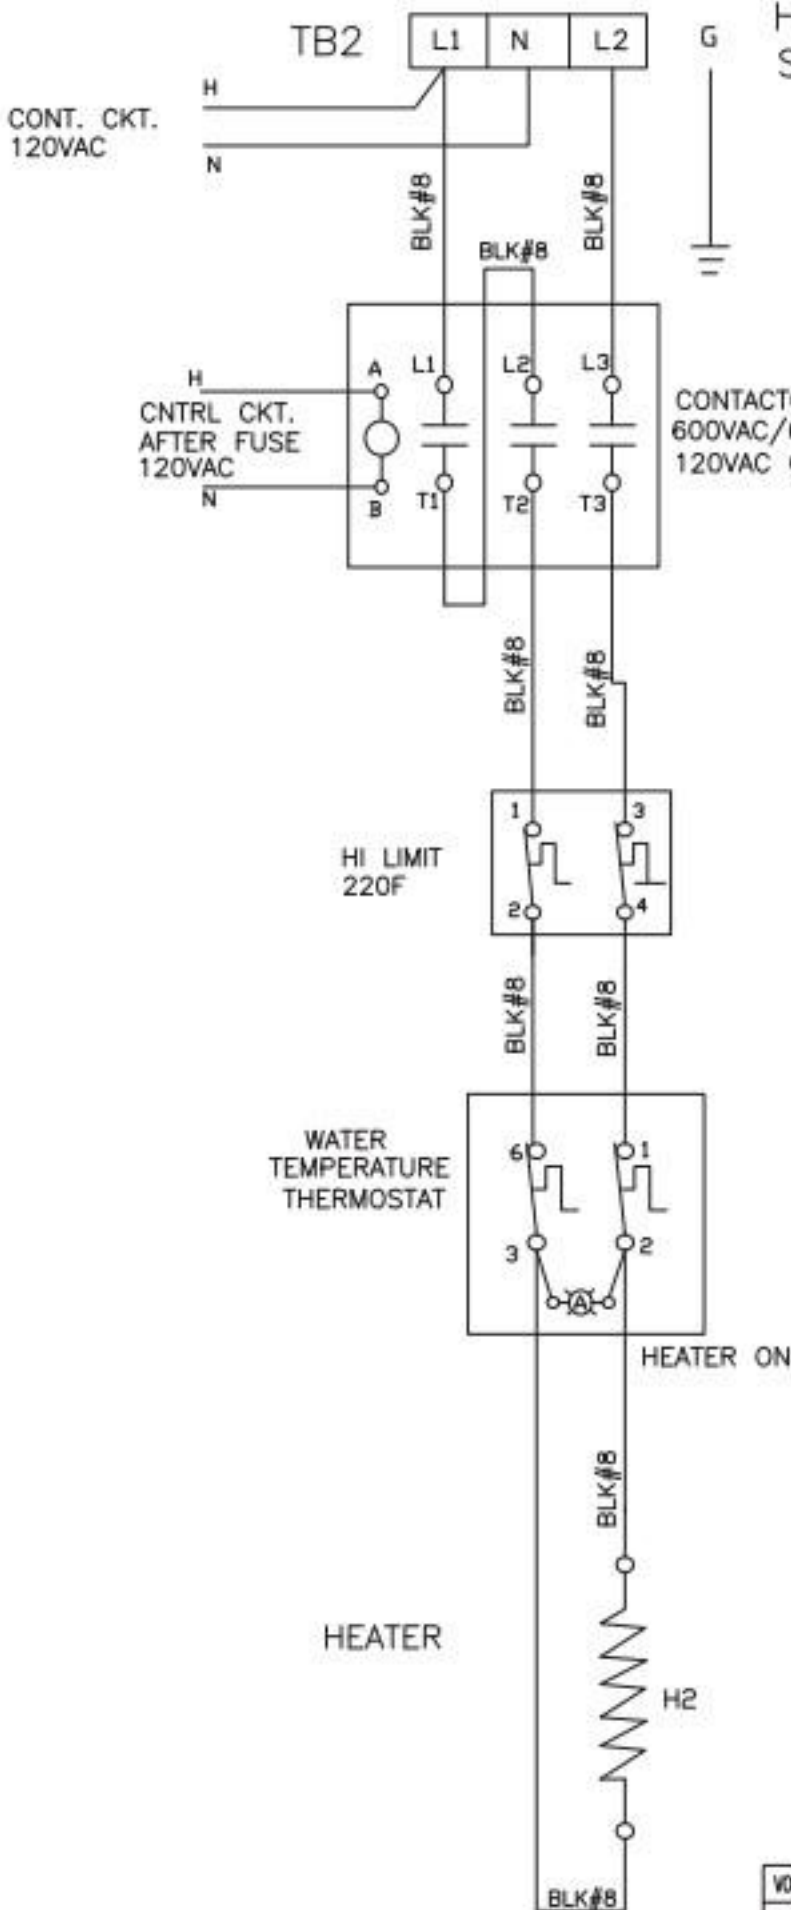 TB2
L1 N L2
G
H
CONT. CKT.
120VAC
N
BLK#8
BLK#8
BLK#8
A
L1
L2
L3
H
CNTRL CKT.
AFTER FUSE
120VAC
N
B
T1
T2
T3
600VAC/
120VAC
BLK#8
BLK#8
1
3
HI LIMIT
220F
2
4
BLK#8
BLK#8
WATER
TEMPERATURE
THERMOSTAT
6
1
3
2
A
HEATER ON
BLK#8
HEATER
H2
BLK#8